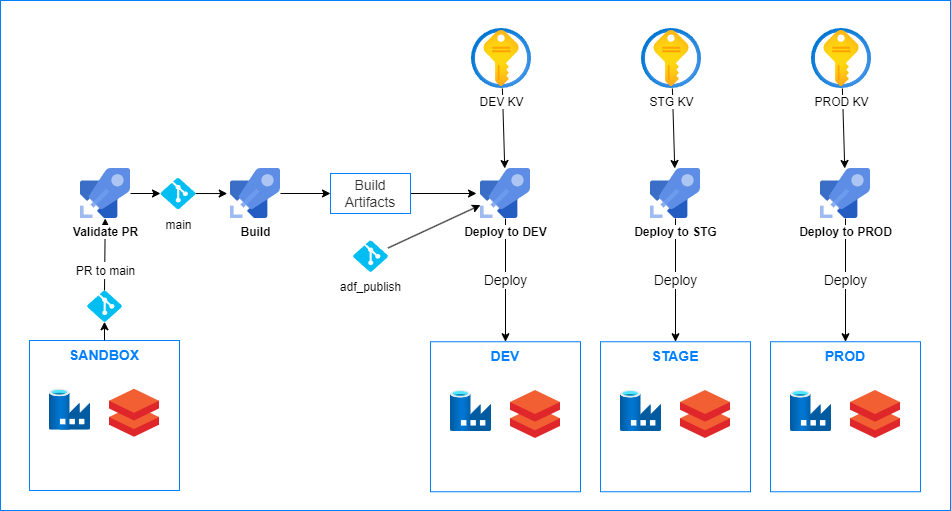 DEV KV
STG KV
PROD KV
Validate PR
main
Build
Build
Artifacts
Deploy to DEV
Deploy to STG
Deploy to PROD
PR to main
adf_publish
Deploy
Deploy
Deploy
SANDBOX
DEV
STAGE
PROD